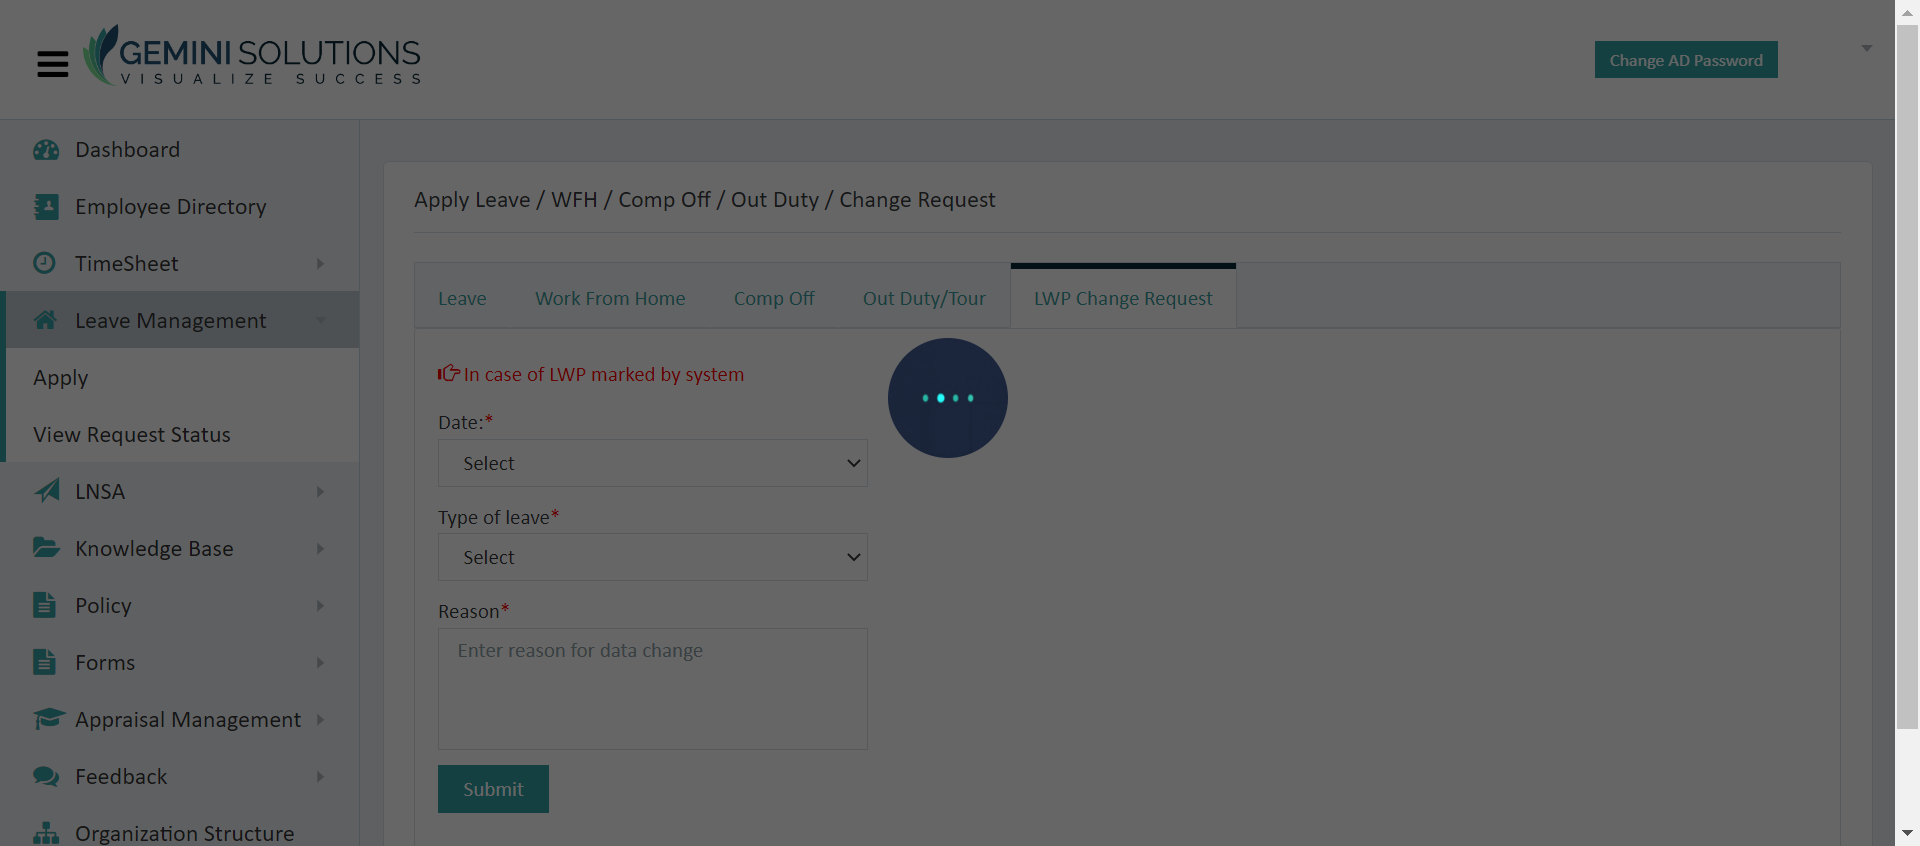 GEMINI SOLUTIONS
VISUALIZE SUCCESS
Change AD Password
Dashboard
Employee Directory
TimeSheet
Leave Management
Apply
View Request Status
LNSA
Knowledge Base
Policy
Forms
Appraisal Management
Feedback
Organization Structure
Apply Leave / WFH / Comp Off / Out Duty / Change Request
Leave Work From Home Comp Off Out Duty/Tour LWP Change Request
In case of LWP marked by system
Date:*
Select
Type of leave*
Select
Reason*
Enter reason for data change
Submit